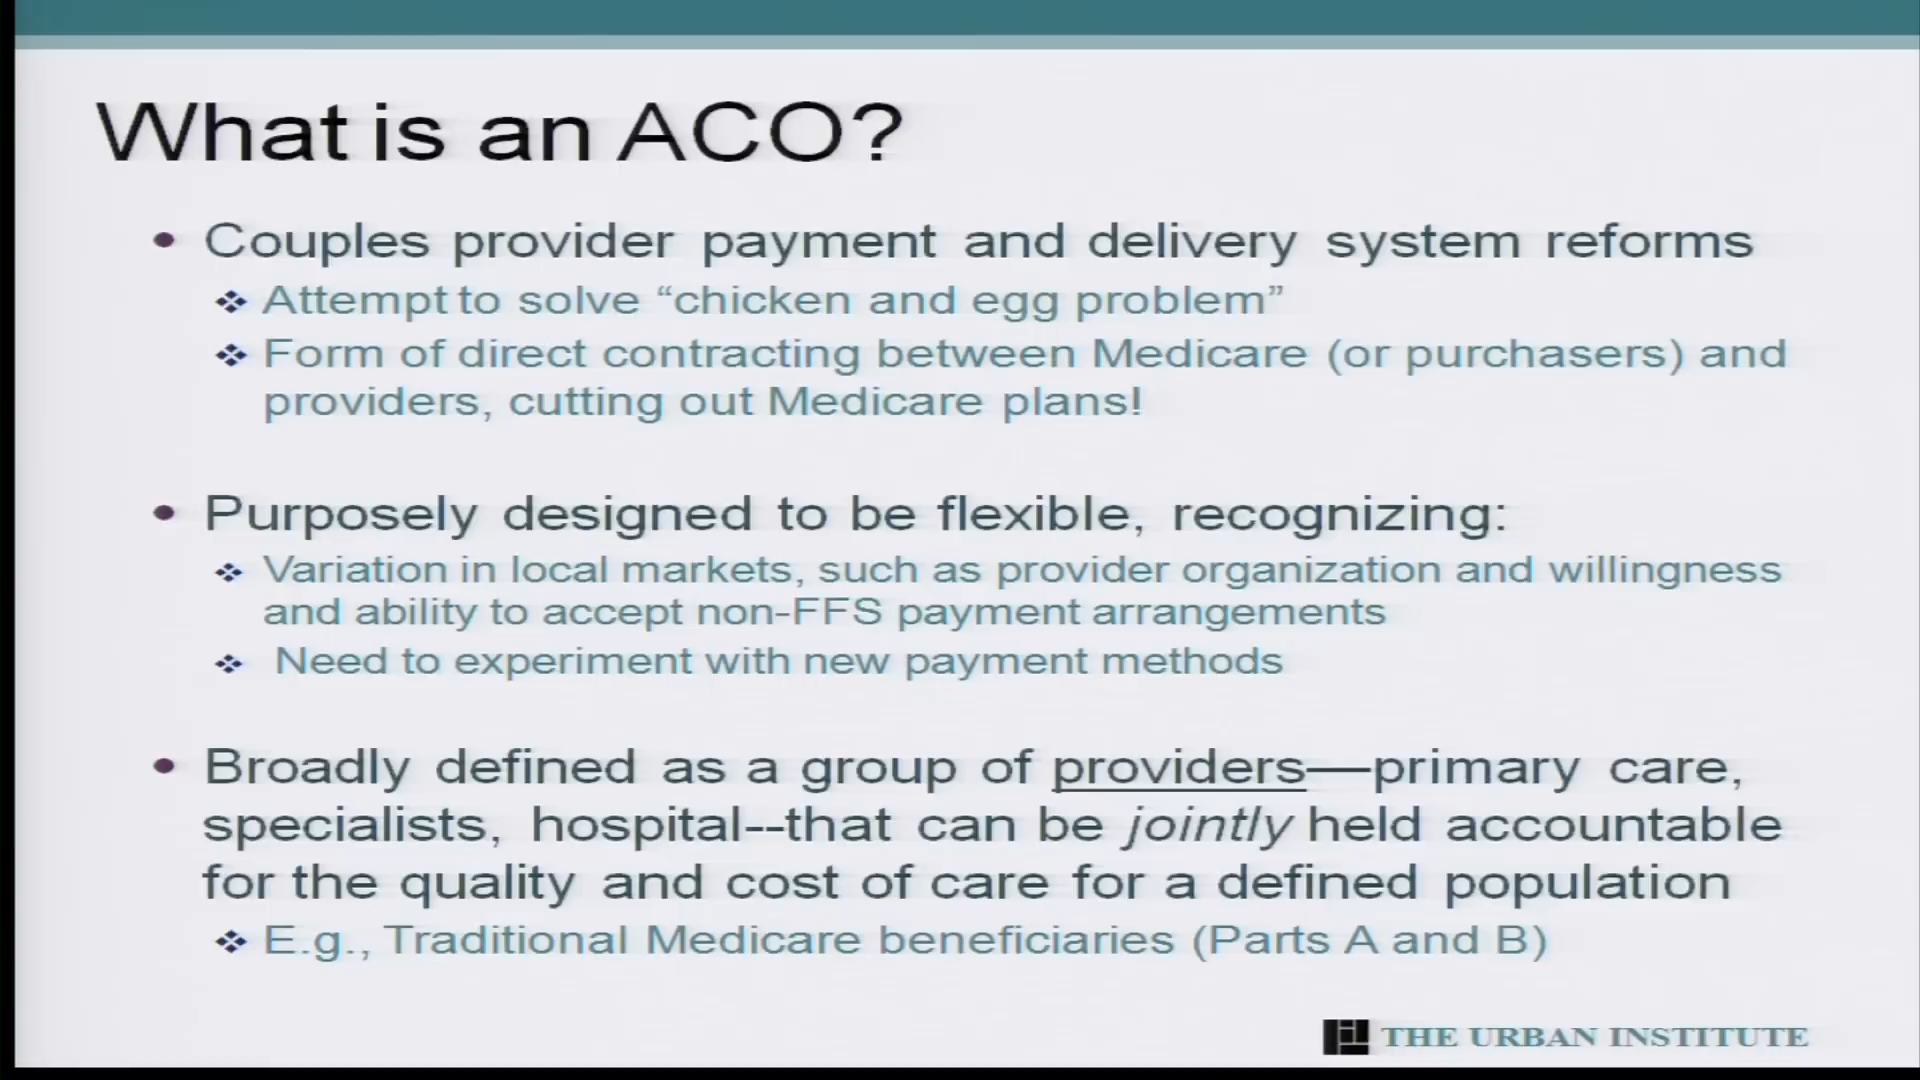 What is an ACO?
• Couples provider payment and delivery system reforms
❖ Attempt to solve “chicken and egg problem”
❖ Form of direct contracting between Medicare (or purchasers) and
providers, cutting out Medicare plans!
• Purposely designed to be flexible, recognizing:
❖ Variation in local markets, such as provider organization and willingness
and ability to accept non-FFS payment arrangements
❖ Need to experiment with new payment methods
• Broadly defined as a group of providers—primary care,
specialists, hospital--that can be jointly held accountable
for the quality and cost of care for a defined population
❖ E.g., Traditional Medicare beneficiaries (Parts A and B)
THE URBAN INSTITUTE